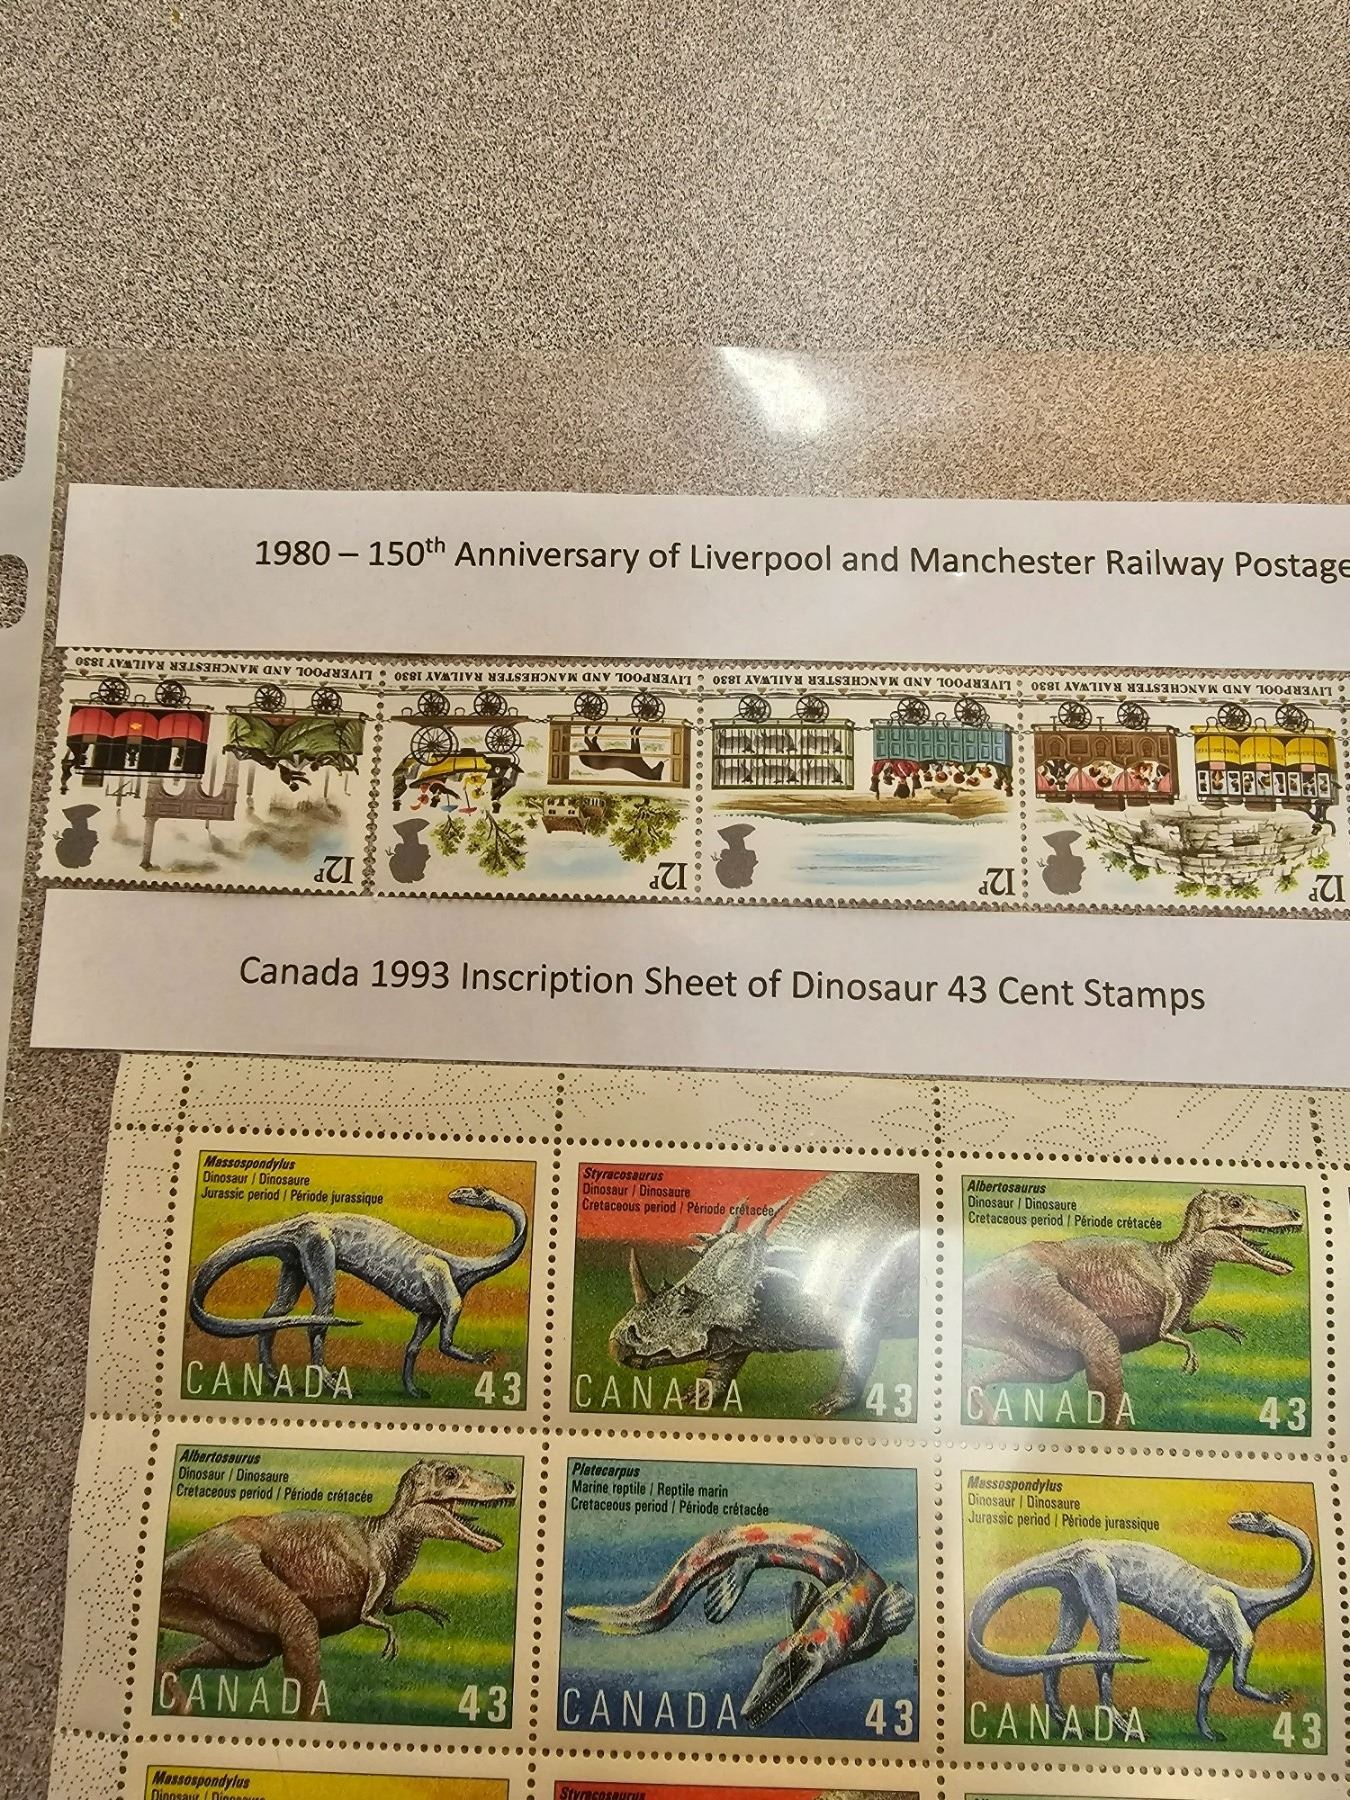 1980 – 150th Anniversary of Liverpool and Manchester Railway Postage
LIVERPOOL AND MANCHESTER RAILWAY 1830
12P
LIVERPOOL AND MANCHESTER RAILWAY 1830
12P
LIVERPOOL AND MANCHESTER RAILWAY 1830
12P
LIVERPOOL AND MANCHESTER RAILWAY 1830
12P
Canada 1993 Inscription Sheet of Dinosaur 43 Cent Stamps
Massospondylus
Dinosaur / Dinosaure
Jurassic period / Période jurassique
CANADA 43
Styracosaurus
Dinosaur / Dinosaure
Cretaceous period / Période crétacée
CANADA 43
Albertosaurus
Dinosaur / Dinosaure
Cretaceous period / Période crétacée
CANADA 43
Albertosaurus
Dinosaur / Dinosaure
Cretaceous period / Période crétacée
CANADA 43
Platecarpus
Marine reptile / Reptile marin
Cretaceous period / Période crétacée
CANADA 43
Massospondylus
Dinosaur / Dinosaure
Jurassic period / Période jurassique
CANADA 43
Massospondylus
Dinosaur / Dinosaure
Styracosaurus